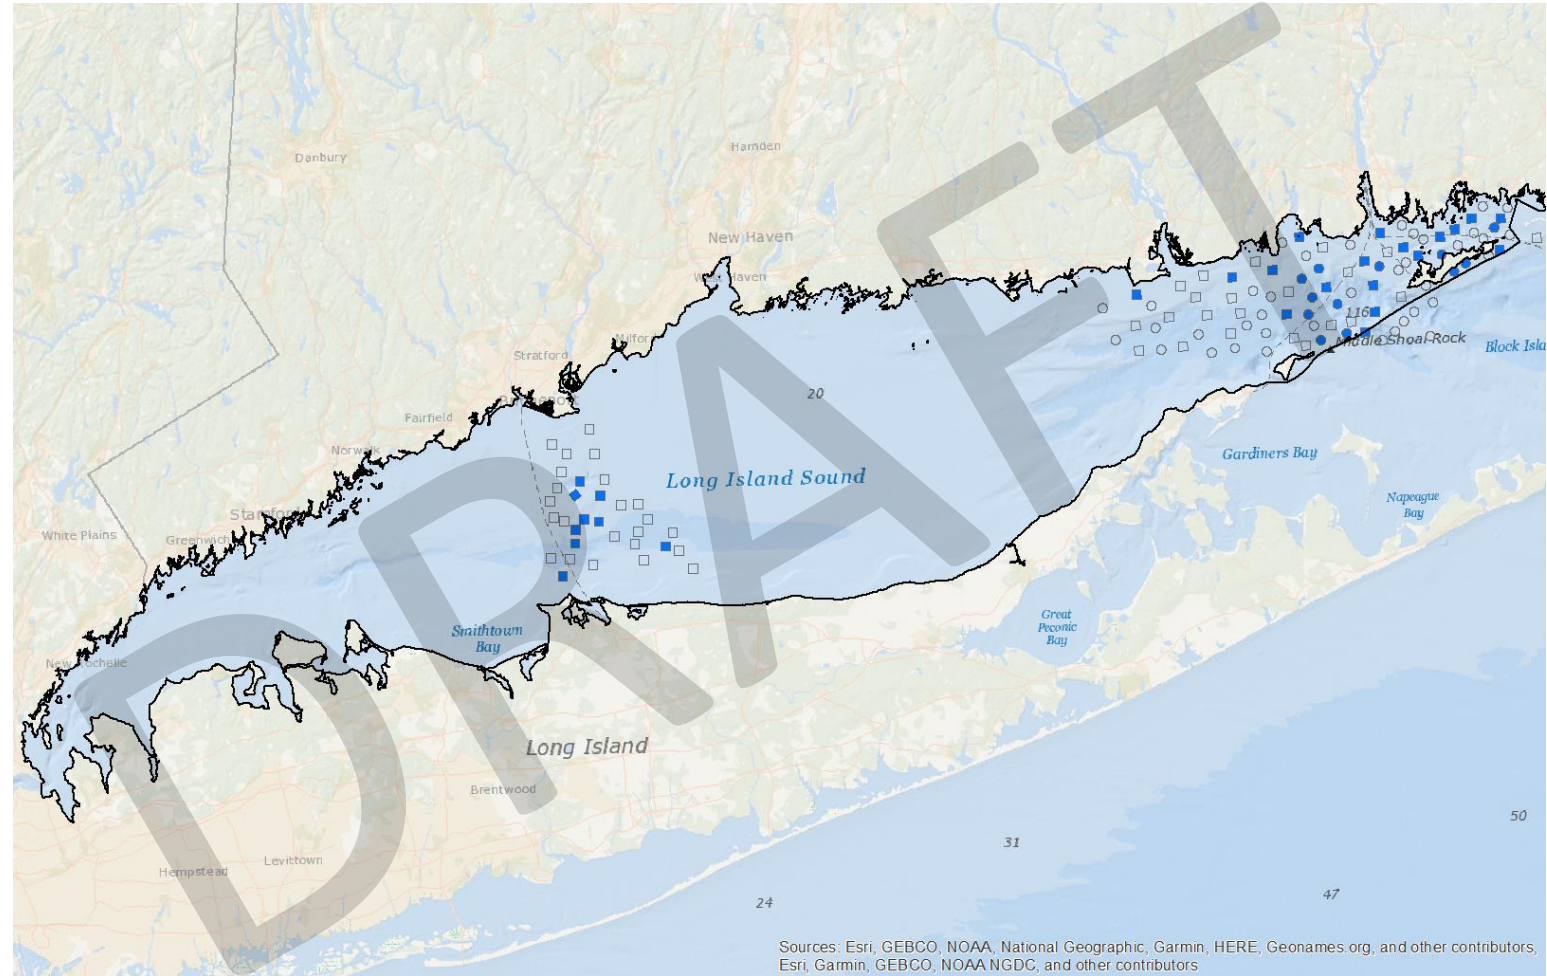 Danbury
Hamden
New Haven
West Haven
Milford
Stratford
Bridgeport
Fairfield
Norwalk
Stamford
White Plains
Greenwich
New Rochelle
116
Middle Shoal Rock
Block Isla
20
Long Island Sound
Gardiners Bay
Napeague
Bay
Great
Peconic
Bay
Smithtown
Bay
Long Island
Brentwood
Levittown
Hempstead
50
31
47
24
DRAFT
Sources: Esri, GEBCO, NOAA, National Geographic, Garmin, HERE, Geonames.org, and other contributors,
Esri, Garmin, GEBCO, NOAA NGDC, and other contributors